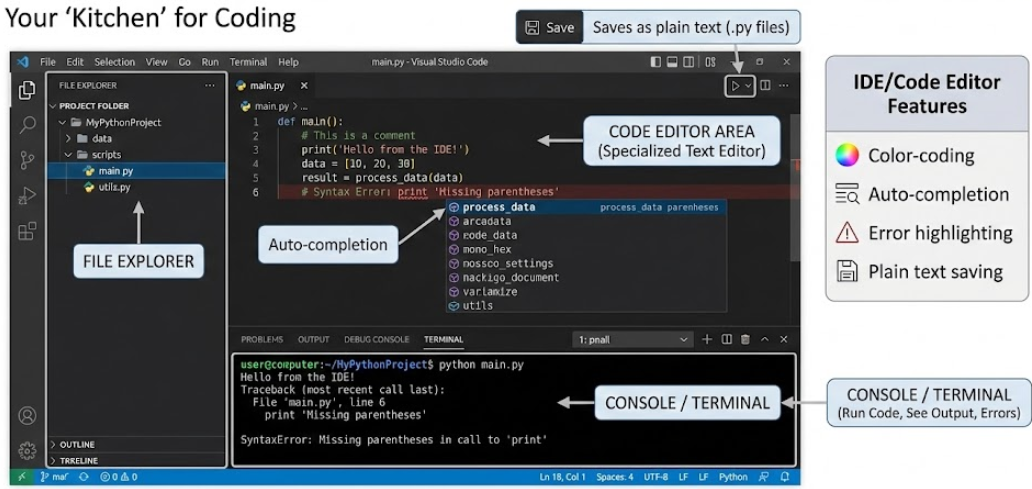 Your ‘Kitchen’ for Coding
Save
Saves as plain text (.py files)
File Edit Selection View Go Run Terminal Help
main.py - Visual Studio Code
FILE EXPLORER ...
PROJECT FOLDER
MyPythonProject
data
scripts
main.py
utils.py
FILE EXPLORER
OUTLINE
TRRELINE
main.py ×
main.py > ...
1 def main():
2 # This is a comment
3 print('Hello from the IDE!')
4 data = [10, 20, 30]
5 result = process_data(data)
6 # Syntax Error: print 'Missing parentheses'
process_data process_data parenheses
arcadata
eode_data
mono_hex
mossco_settings
nackigo_document
varlamize
utils
CODE EDITOR AREA
(Specialized Text Editor)
Auto-completion
PROBLEMS OUTPUT DEBUG CONSOLE TERMINAL
1: pnall
user@computer:~/MyPythonProject$ python main.py
Hello from the IDE!
Traceback (most recent call last):
File 'main.py', line 6
print 'Missing parentheses'
SyntaxError: Missing parentheses in call to 'print'
CONSOLE / TERMINAL
0 0
Ln 18, Col 1 Spaces: 4 UTF-8 LF LF Python
IDE/Code Editor
Features
Color-coding
Auto-completion
Error highlighting
Plain text saving
CONSOLE / TERMINAL
(Run Code, See Output, Errors)